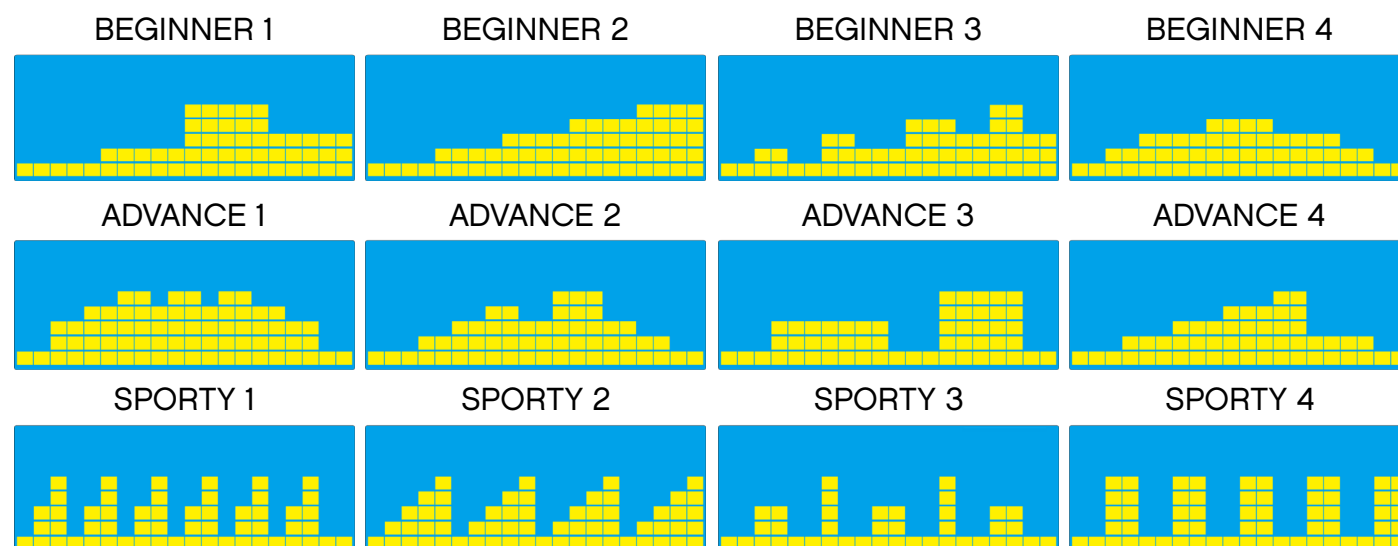 BEGINNER 1 BEGINNER 2 BEGINNER 3 BEGINNER 4
ADVANCE 1 ADVANCE 2 ADVANCE 3 ADVANCE 4
SPORTY 1 SPORTY 2 SPORTY 3 SPORTY 4